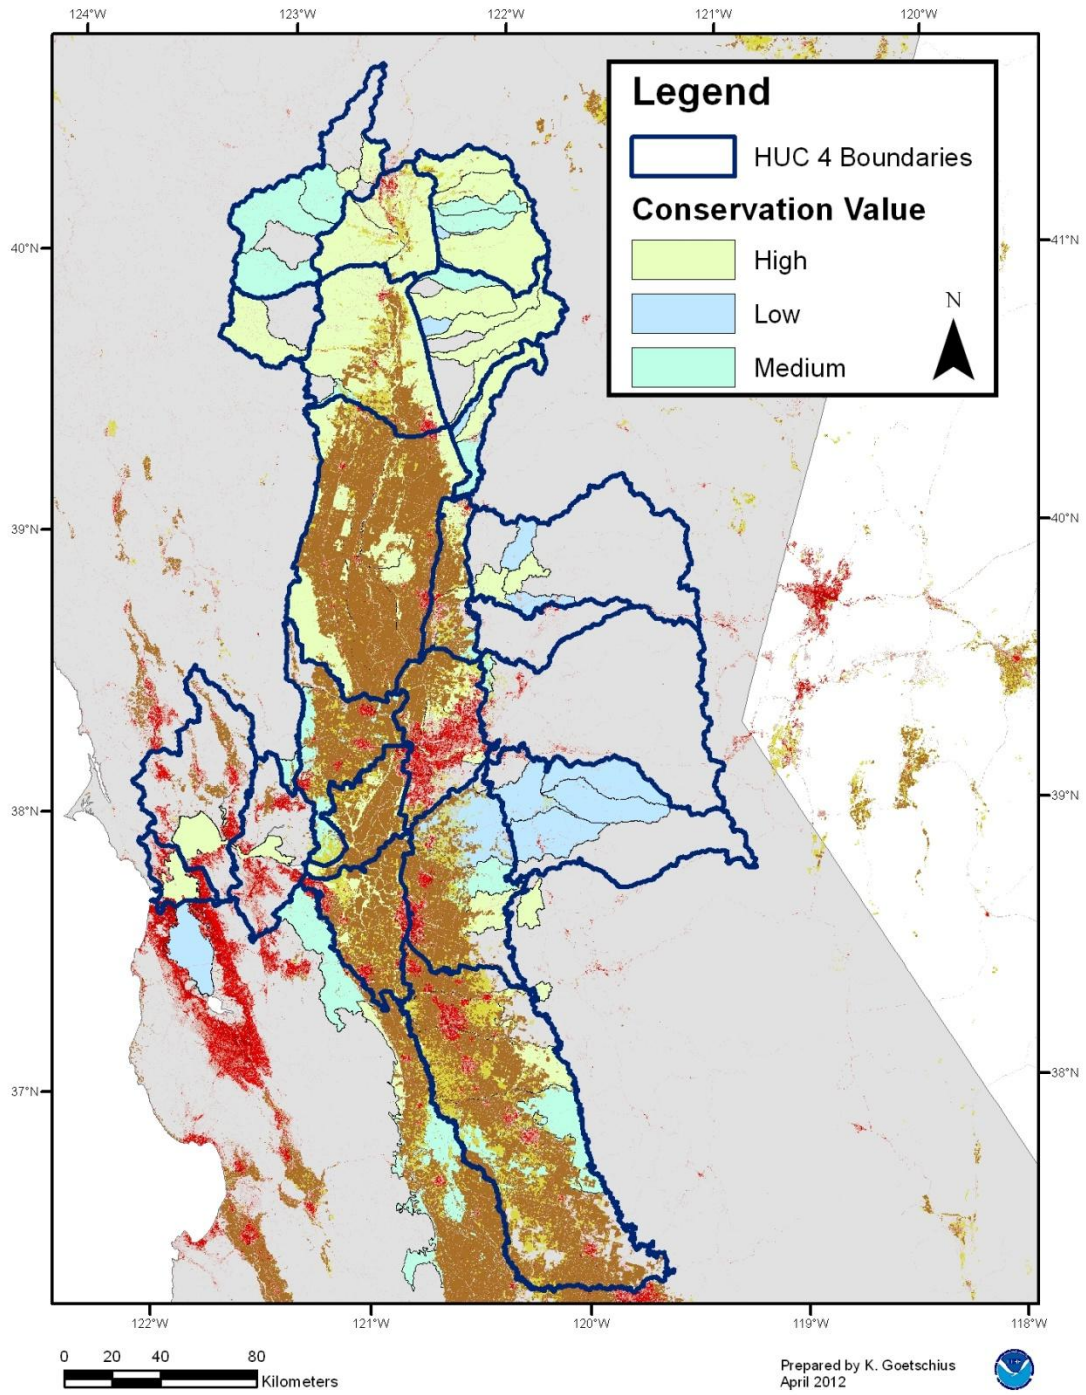 124°W 123°W 122°W 121°W 120°W
Legend
HUC 4 Boundaries
Conservation Value
High
Low
Medium
N
40°N
41°N
39°N
40°N
38°N
39°N
37°N
38°N
122°W 121°W 120°W 119°W 118°W
0 20 40 80
Kilometers
Prepared by K. Goetschius
April 2012